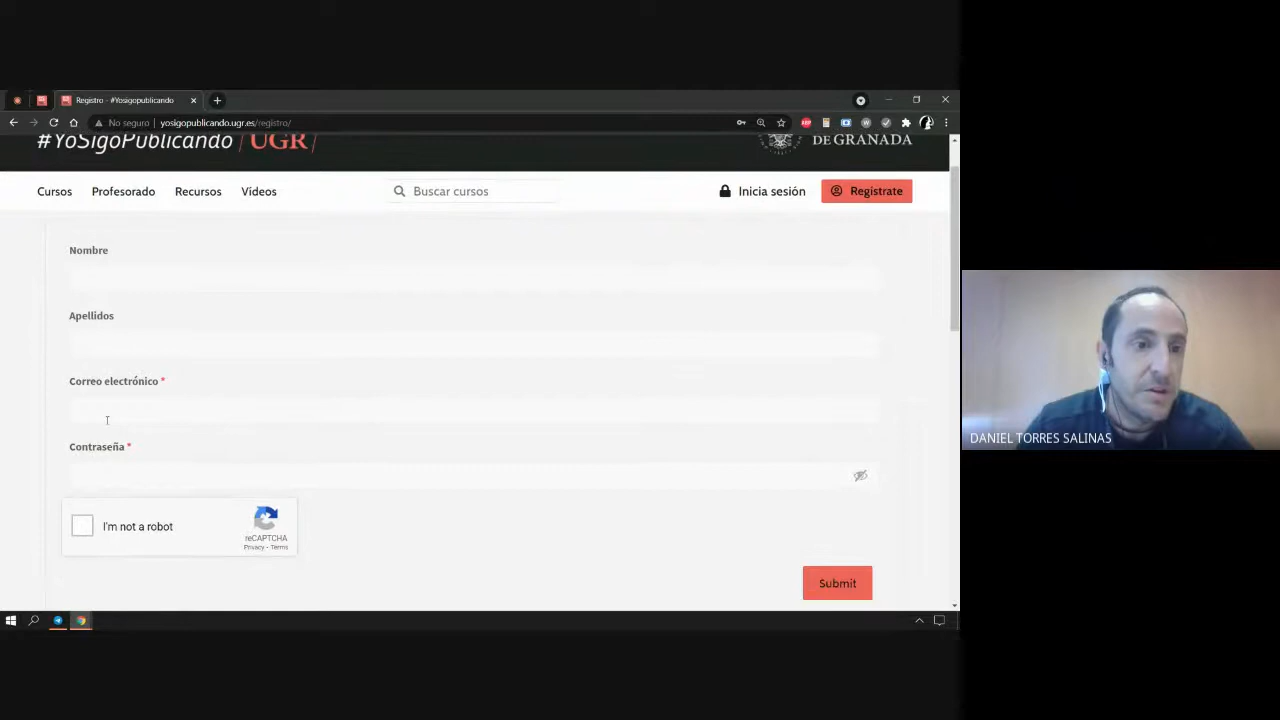 Registro - #Yosigopublicando
No seguro | yosigopublicando.ugr.es/registro/
#YoSigoPublicando / UGR /
DE GRANADA
Cursos Profesorado Recursos Videos Buscar cursos Inicia sesión Registrate
Nombre
Apellidos
Correo electrónico *
Contraseña *
I'm not a robot
reCAPTCHA
Privacy - Terms
Submit
DANIEL TORRES SALINAS